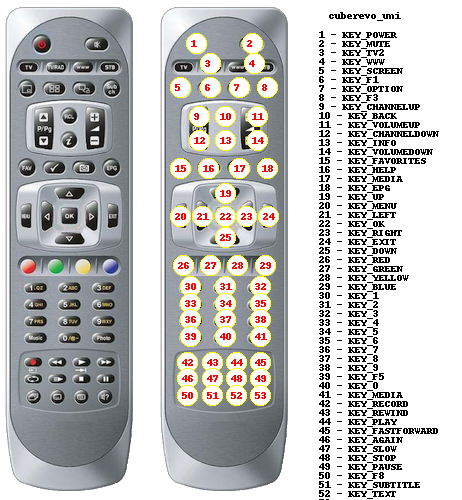 cuberevo_uni
1 - KEY_POWER
2 - KEY_MUTE
3 - KEY_TV2
4 - KEY_WWW
5 - KEY_SCREEN
6 - KEY_F1
7 - KEY_OPTION
8 - KEY_F3
9 - KEY_CHANNELUP
10 - KEY_BACK
11 - KEY_VOLUMEUP
12 - KEY_CHANNELDOWN
13 - KEY_INFO
14 - KEY_VOLUMEDOWN
15 - KEY_FAVORITES
16 - KEY_HELP
17 - KEY_MEDIA
18 - KEY_EPG
19 - KEY_UP
20 - KEY_MENU
21 - KEY_LEFT
22 - KEY_OK
23 - KEY_RIGHT
24 - KEY_EXIT
25 - KEY_DOWN
26 - KEY_RED
27 - KEY_GREEN
28 - KEY_YELLOW
29 - KEY_BLUE
30 - KEY_1
31 - KEY_2
32 - KEY_3
33 - KEY_4
34 - KEY_5
35 - KEY_6
36 - KEY_7
37 - KEY_8
38 - KEY_9
39 - KEY_F5
40 - KEY_0
41 - KEY_MEDIA
42 - KEY_RECORD
43 - KEY_REWIND
44 - KEY_PLAY
45 - KEY_FASTFORWARD
46 - KEY_AGAIN
47 - KEY_SLOW
48 - KEY_STOP
49 - KEY_PAUSE
50 - KEY_F8
51 - KEY_SUBTITLE
52 - KEY_TEXT
TV TV/RAD www STB
Sub ch
P/Pg RCL
FAV EPG
MENU OK EXIT
1.QZ 2ABC 3DEF
4GHI 5JKL 6MNO
7PRS 8TUV 9WXY
Music 0/@~ Photo
1 2
TV 3 www 4 STB
5 6 7 8
9 10 11
12 13 14
15 16 17 18
19
20 21 22 23 24
25
26 27 28 29
30 31 32
33 34 35
36 37 38
39 40 41
42 43 44 45
46 47 48 49
50 51 52 53